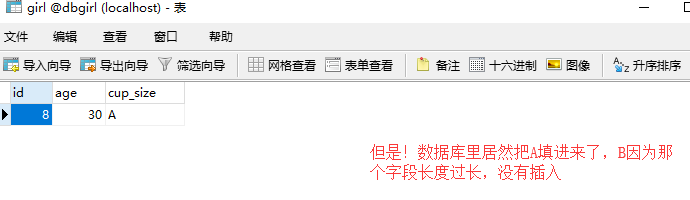 girl @dbgirl (localhost) - 表
文件 编辑 查看 窗口 帮助
导入向导 导出向导 筛选向导 网格查看 表单查看 备注 十六进制 图像 升序排序
id age cup_size
8 30 A
但是！数据库里居然把A填进来了，B因为那
个字段长度过长，没有插入